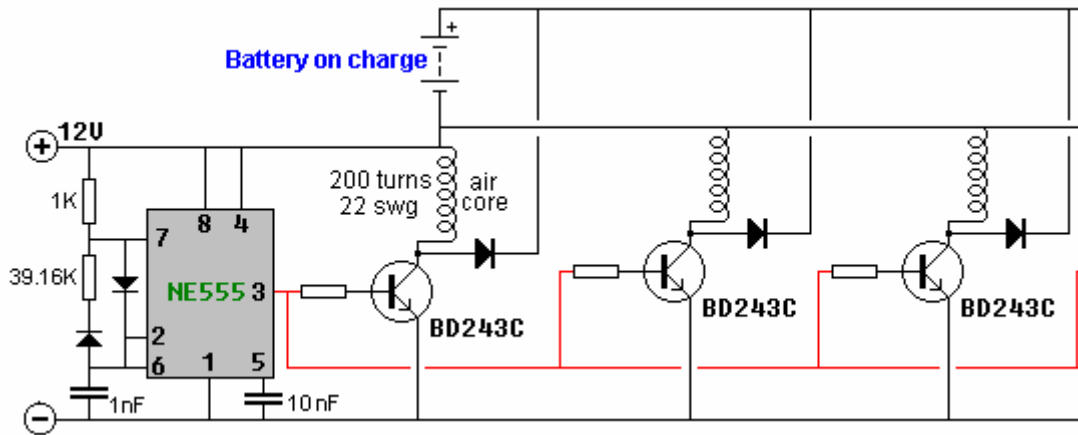 +
Battery on charge
+
12V
1K
200 turns
22 swg
air
core
8
4
7
39.16K
NE555
3
2
6
1
5
BD243C
BD243C
BD243C
1nF
10nF
−